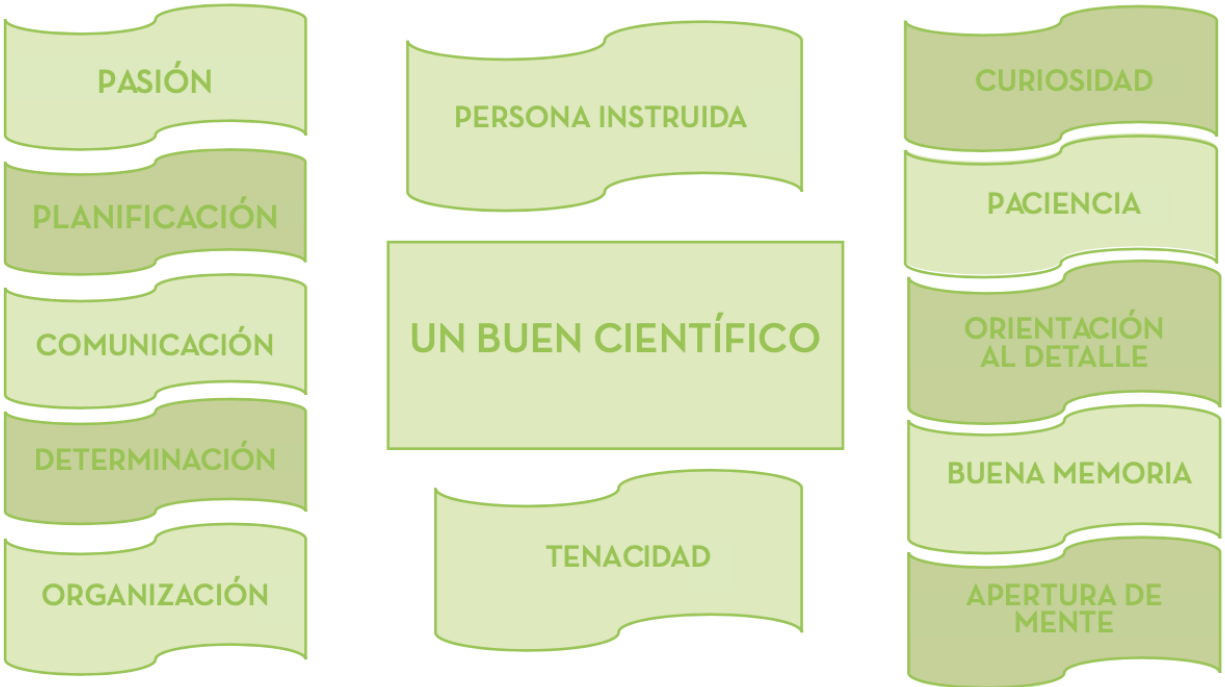 PASIÓN
PLANIFICACIÓN
COMUNICACIÓN
DETERMINACIÓN
ORGANIZACIÓN
PERSONA INSTRUIDA
UN BUEN CIENTÍFICO
TENACIDAD
CURIOSIDAD
PACIENCIA
ORIENTACIÓN
AL DETALLE
BUENA MEMORIA
APERTURA DE
MENTE